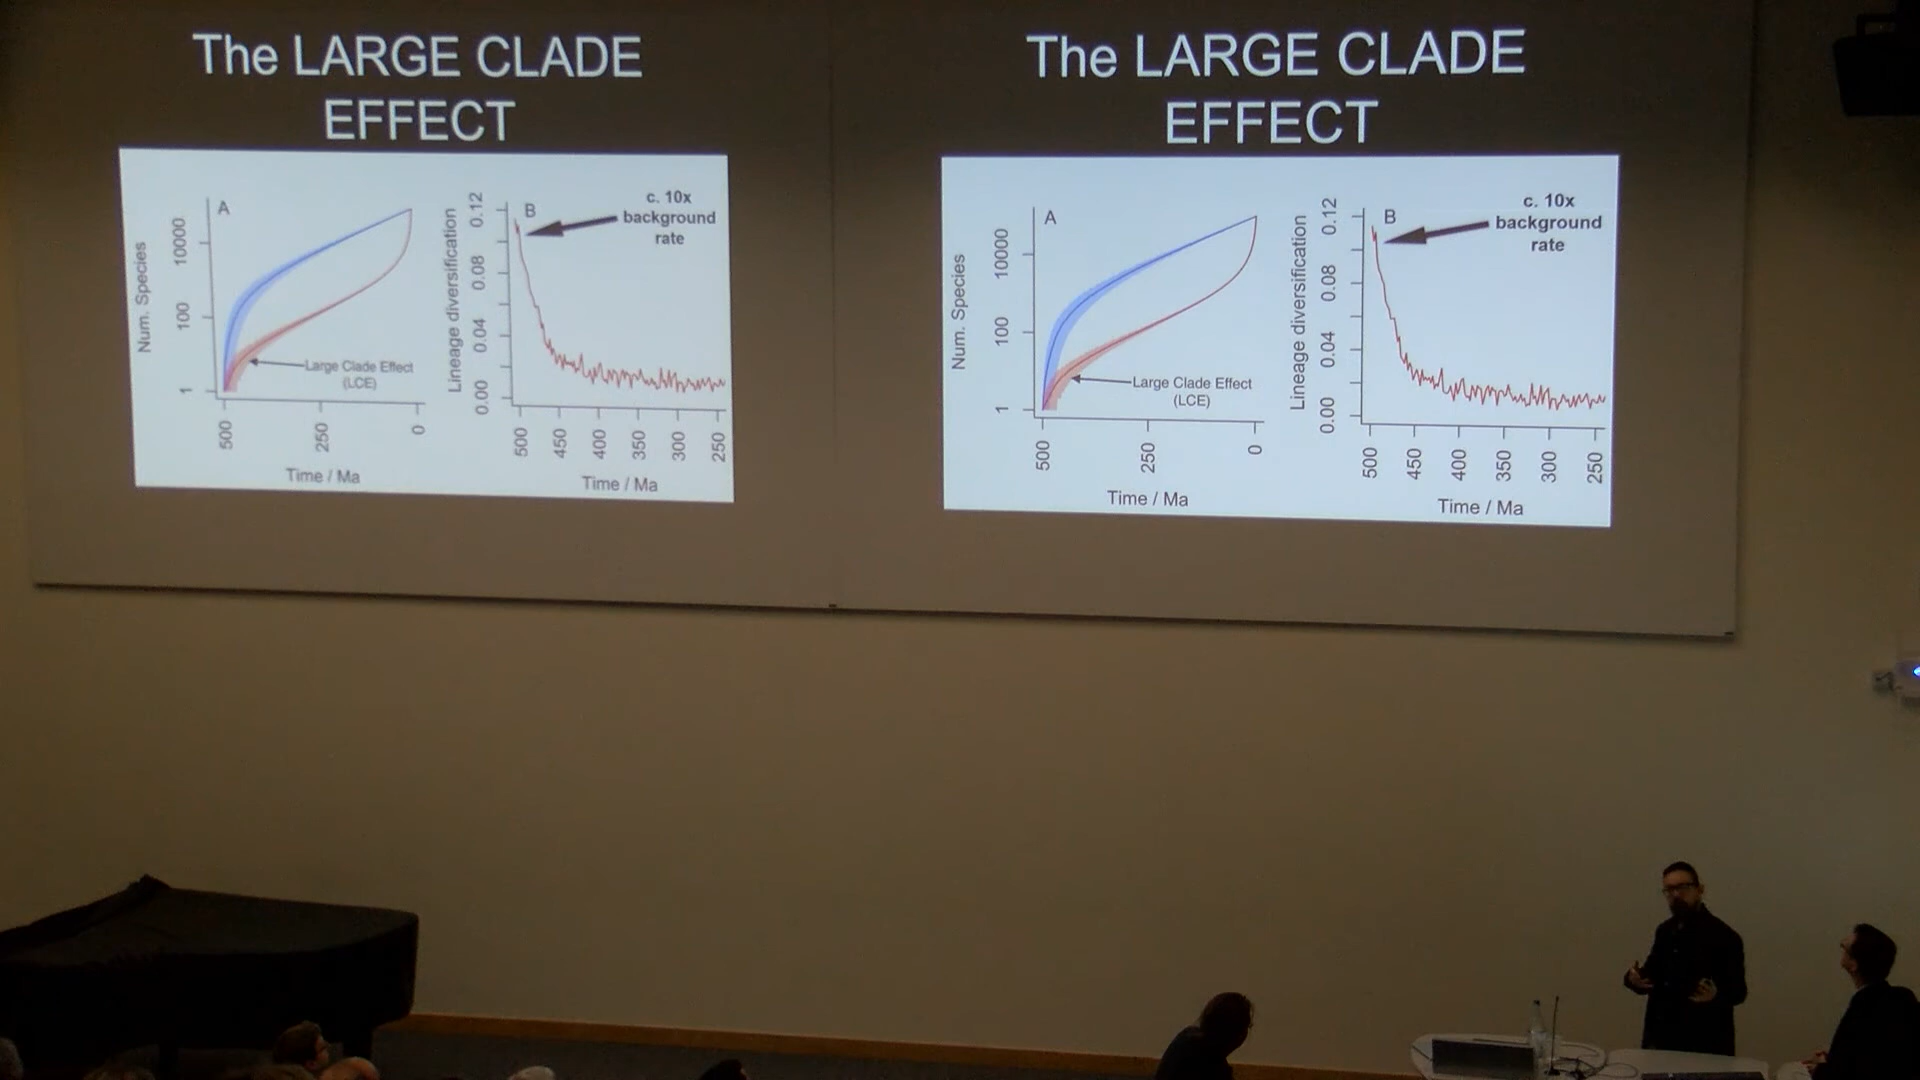 The LARGE CLADE
EFFECT
A
Num. Species
10000
100
1
Large Clade Effect
(LCE)
500
250
0
Time / Ma
B
c. 10x
background
rate
Lineage diversification
0.12
0.08
0.04
0.00
500
450
400
350
300
250
Time / Ma
The LARGE CLADE
EFFECT
A
Num. Species
10000
100
1
Large Clade Effect
(LCE)
500
250
0
Time / Ma
B
c. 10x
background
rate
Lineage diversification
0.12
0.08
0.04
0.00
500
450
400
350
300
250
Time / Ma